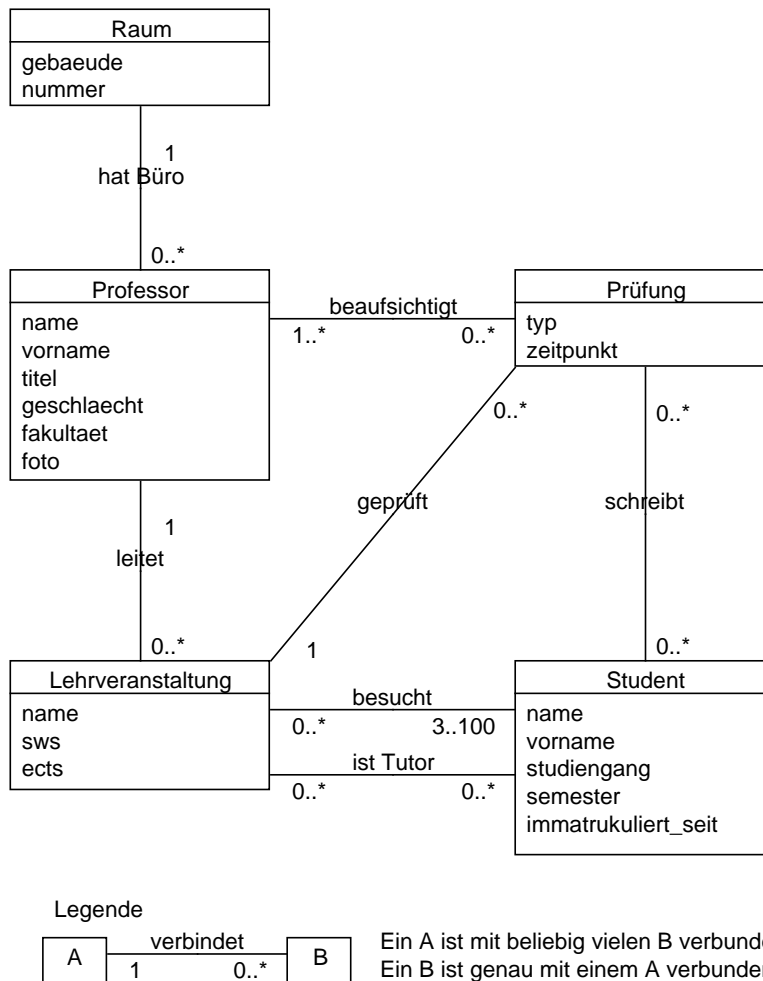 Raum
gebaeude
nummer
1
hat Büro
0..*
Professor
name
vorname
titel
geschlaecht
fakultaet
foto
beaufsichtigt
1..*
0..*
Prüfung
typ
zeitpunkt
0..*
0..*
geprüft
schreibt
1
leitet
0..*
1
0..*
Lehrveranstaltung
name
sws
ects
besucht
0..*
3..100
ist Tutor
0..*
0..*
Student
name
vorname
studiengang
semester
immatrukuliert_seit
Legende
A
verbindet
1
0..*
B
Ein A ist mit beliebig vielen B verbunde
Ein B ist genau mit einem A verbunden